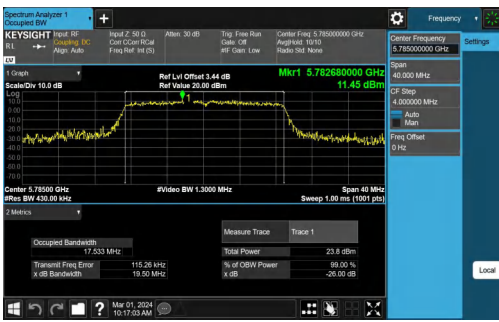 Spectrum Analyzer 1
Occupied BW
Frequency
KEYSIGHT Input: RF
Input Z: 50 Ω
Atten: 30 dB
Trig: Free Run
Center Freq: 5.785000000 GHz
RL
Coupling: DC
Corr CCorr RCal
Gate: Off
Avg|Hold: 10/10
Align: Auto
Freq Ref: Int (S)
#IF Gain: Low
Radio Std: None
Center Frequency
5.785000000 GHz
Settings
Span
40.000 MHz
CF Step
4.000000 MHz
Auto
Man
Freq Offset
0 Hz
1 Graph
Scale/Div 10.0 dB
Ref Lvl Offset 3.44 dB
Ref Value 20.00 dBm
Mkr1 5.782680000 GHz
11.45 dBm
Log
10.0
0.00
-10.0
-20.0
-30.0
-40.0
-50.0
-60.0
-70.0
1
Center 5.78500 GHz
#Video BW 1.3000 MHz
Span 40 MHz
#Res BW 430.00 kHz
Sweep 1.00 ms (1001 pts)
2 Metrics
Measure Trace
Trace 1
Occupied Bandwidth
17.533 MHz
Total Power
23.8 dBm
Transmit Freq Error
115.26 kHz
% of OBW Power
99.00 %
x dB Bandwidth
19.50 MHz
x dB
-26.00 dB
Local
?
Mar 01, 2024
10:17:03 AM